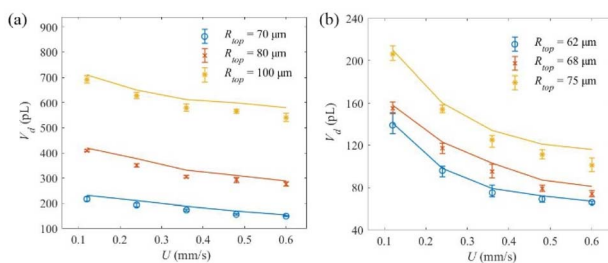 (a)
900
800
700
600
500
400
300
200
100
V_d (pL)
R_top = 70 μm
R_top = 80 μm
R_top = 100 μm
0.1 0.2 0.3 0.4 0.5 0.6
U (mm/s)
(b)
240
200
160
120
80
40
V_d (pL)
R_top = 62 μm
R_top = 68 μm
R_top = 75 μm
0.1 0.2 0.3 0.4 0.5 0.6
U (mm/s)